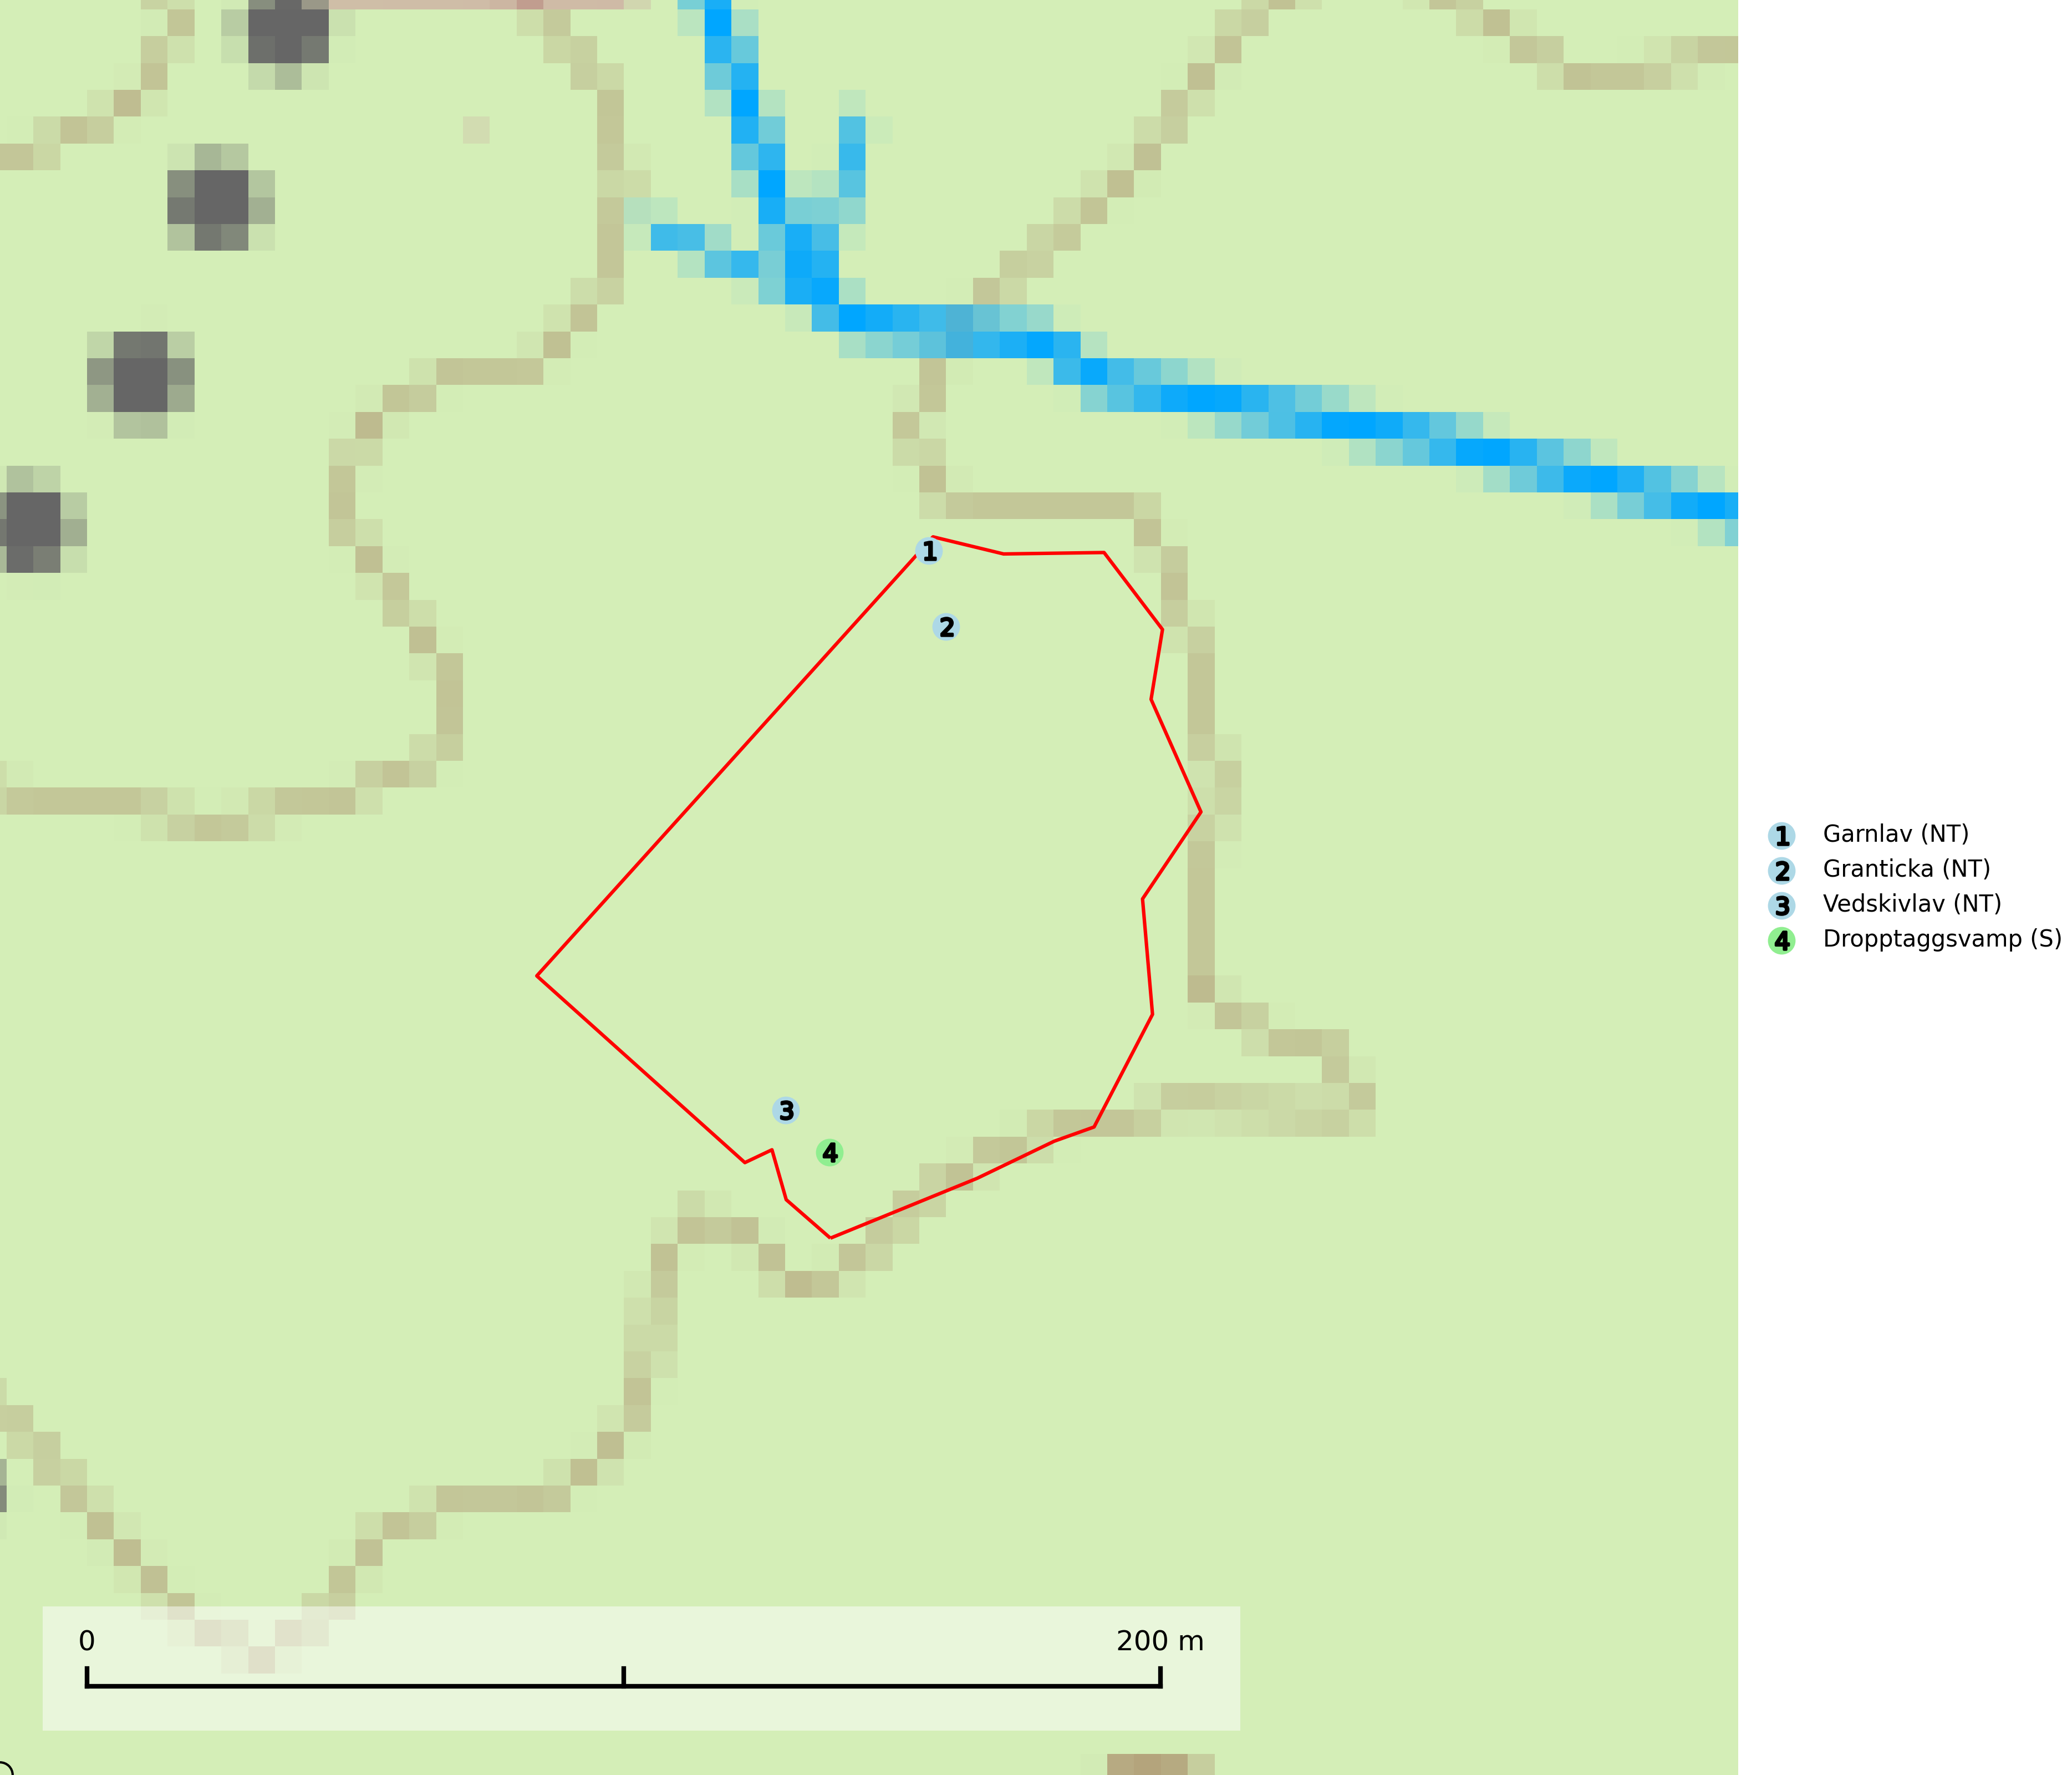 1
2
3
4
1 Garnlav (NT)
2 Granticka (NT)
3 Vedskivlav (NT)
4 Dropptaggsvamp (S)
0 200 m